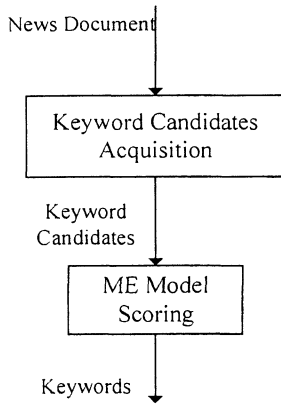 News Document
Keyword Candidates
Acquisition
Keyword
Candidates
ME Model
Scoring
Keywords